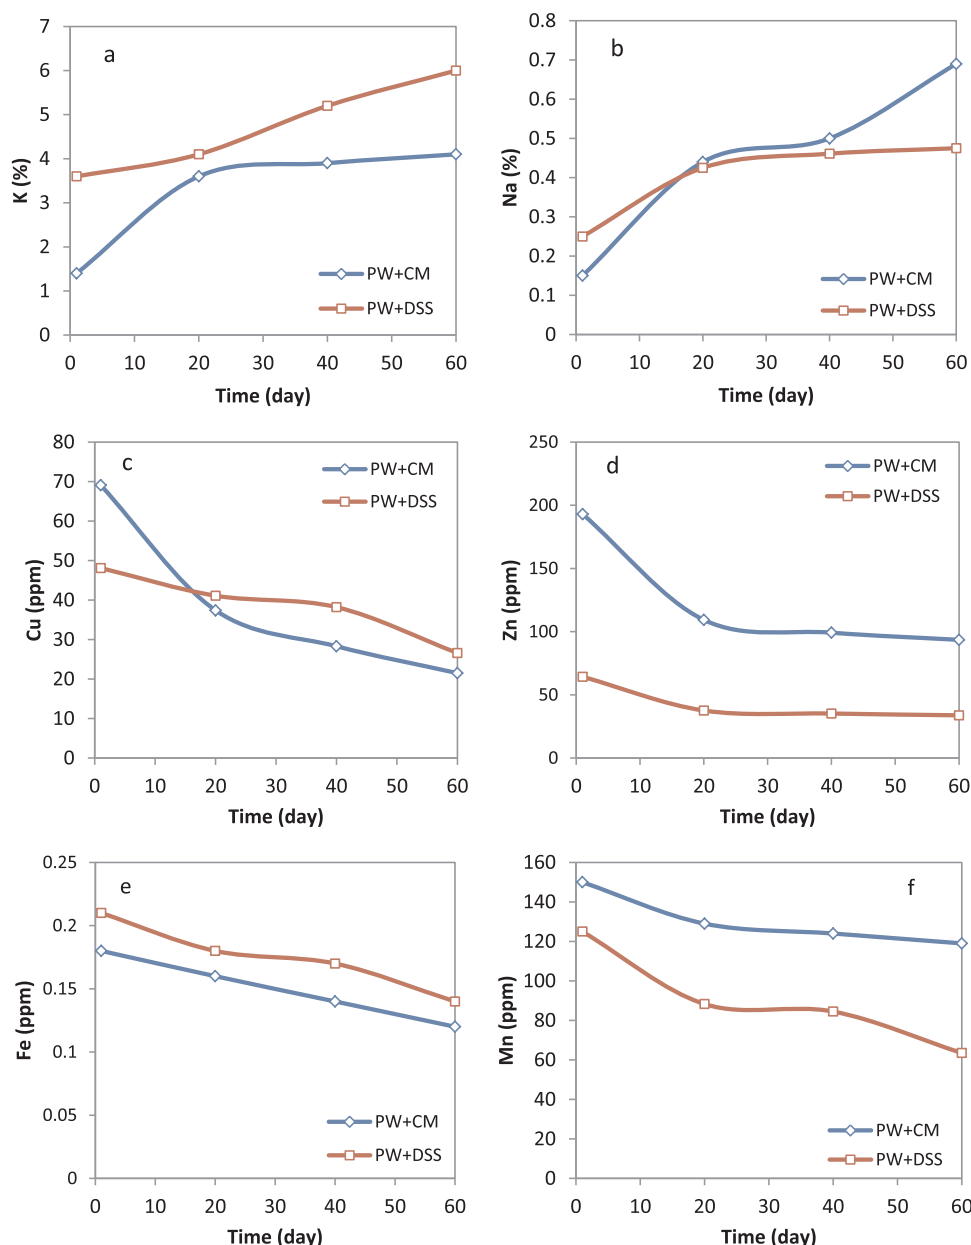 a
7
6
5
4
3
2
1
0
K (%)
PW+CM
PW+DSS
0 10 20 30 40 50 60
Time (day)
b
0.8
0.7
0.6
0.5
0.4
0.3
0.2
0.1
0
Na (%)
PW+CM
PW+DSS
0 10 20 30 40 50 60
Time (day)
c
80
70
60
50
40
30
20
10
0
Cu (ppm)
PW+CM
PW+DSS
0 10 20 30 40 50 60
Time (day)
d
250
200
150
100
50
0
Zn (ppm)
PW+CM
PW+DSS
0 10 20 30 40 50 60
Time (day)
e
0.25
0.2
0.15
0.1
0.05
0
Fe (ppm)
PW+CM
PW+DSS
0 10 20 30 40 50 60
Time (day)
f
160
140
120
100
80
60
40
20
0
Mn (ppm)
PW+CM
PW+DSS
0 10 20 30 40 50 60
Time (day)